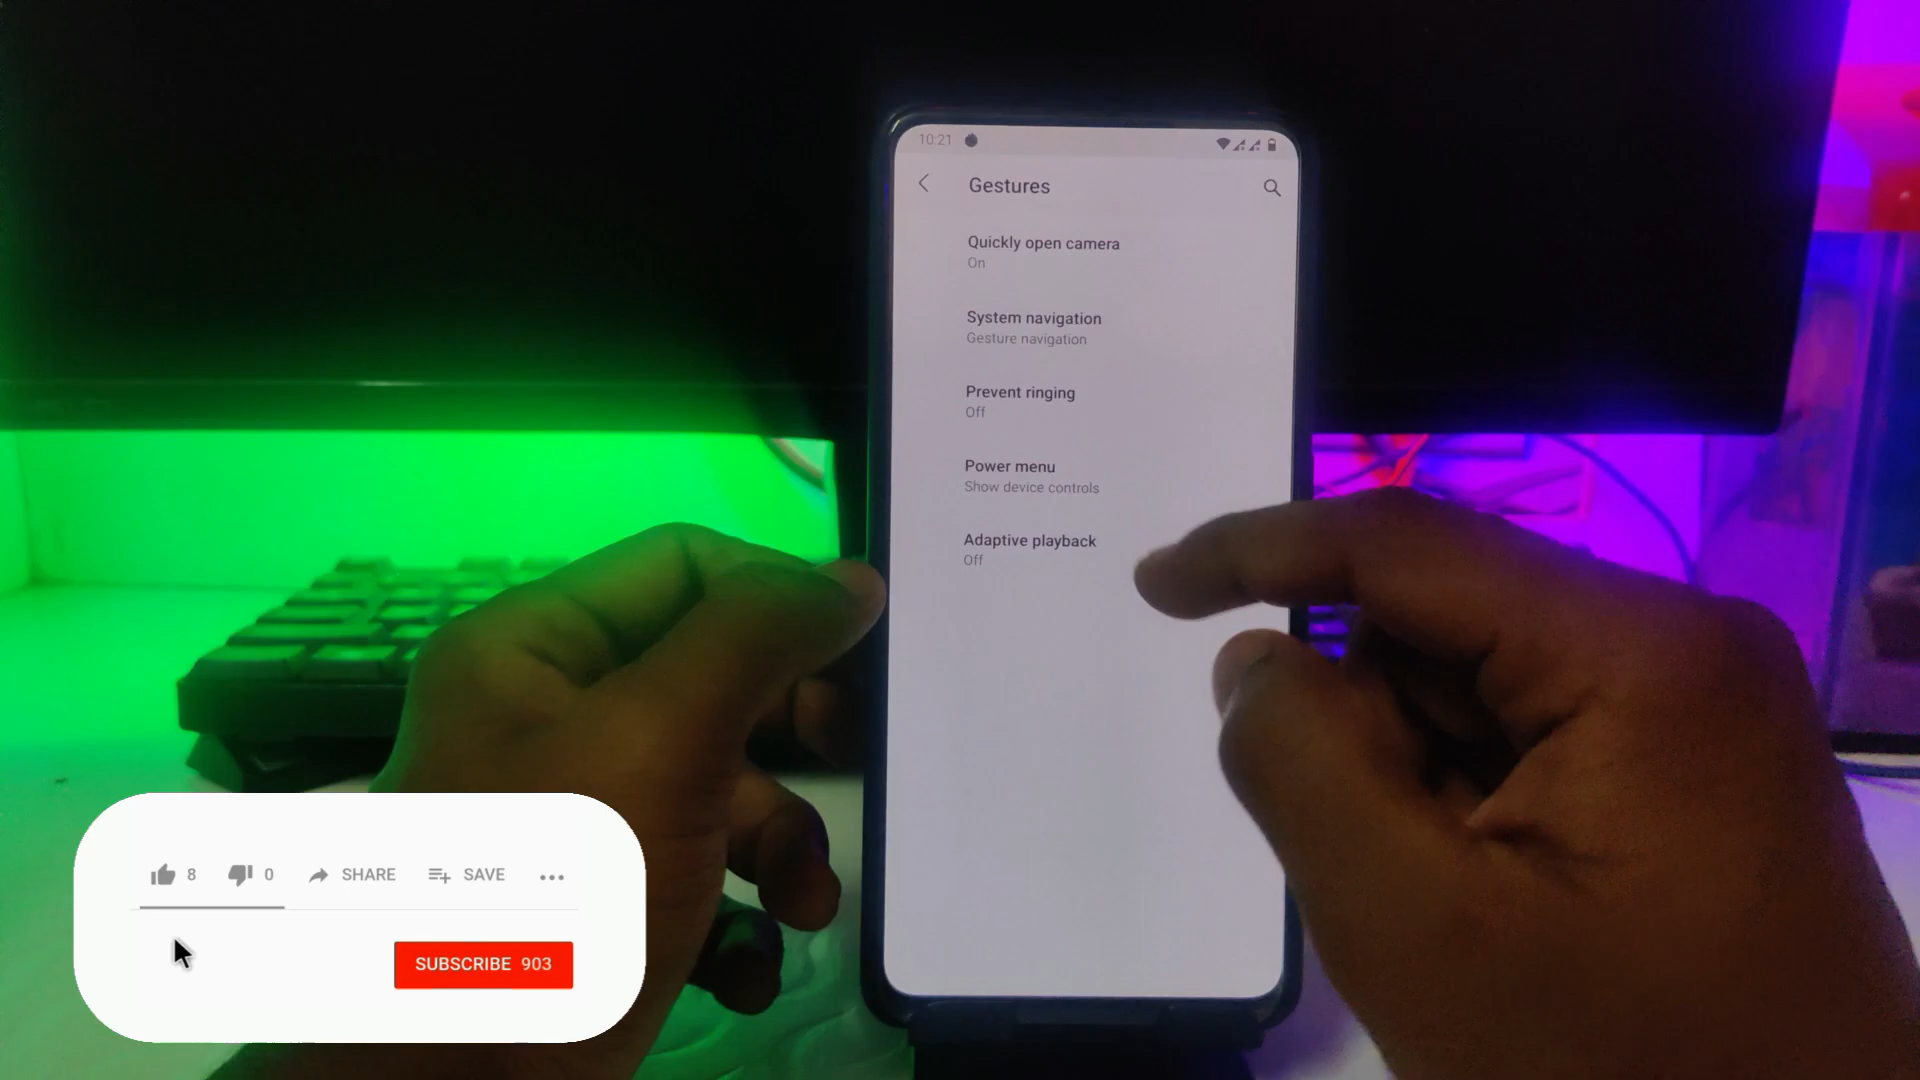 10:21
Gestures
Quickly open camera
On
System navigation
Gesture navigation
Prevent ringing
Off
Power menu
Show device controls
Adaptive playback
Off
8 0 SHARE SAVE
SUBSCRIBE 903